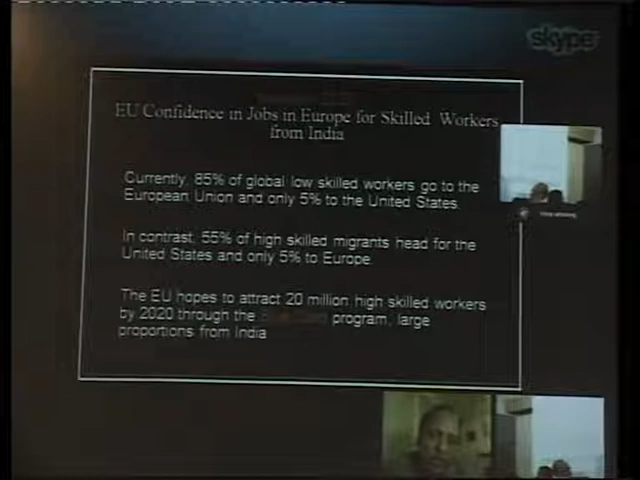 skype
EU Confidence in Jobs in Europe for Skilled Workers
from India
Currently, 85% of global low skilled workers go to the
European Union and only 5% to the United States.
In contrast, 55% of high skilled migrants head for the
United States and only 5% to Europe.
The EU hopes to attract 20 million high skilled workers
by 2020 through the program, large
proportions from India